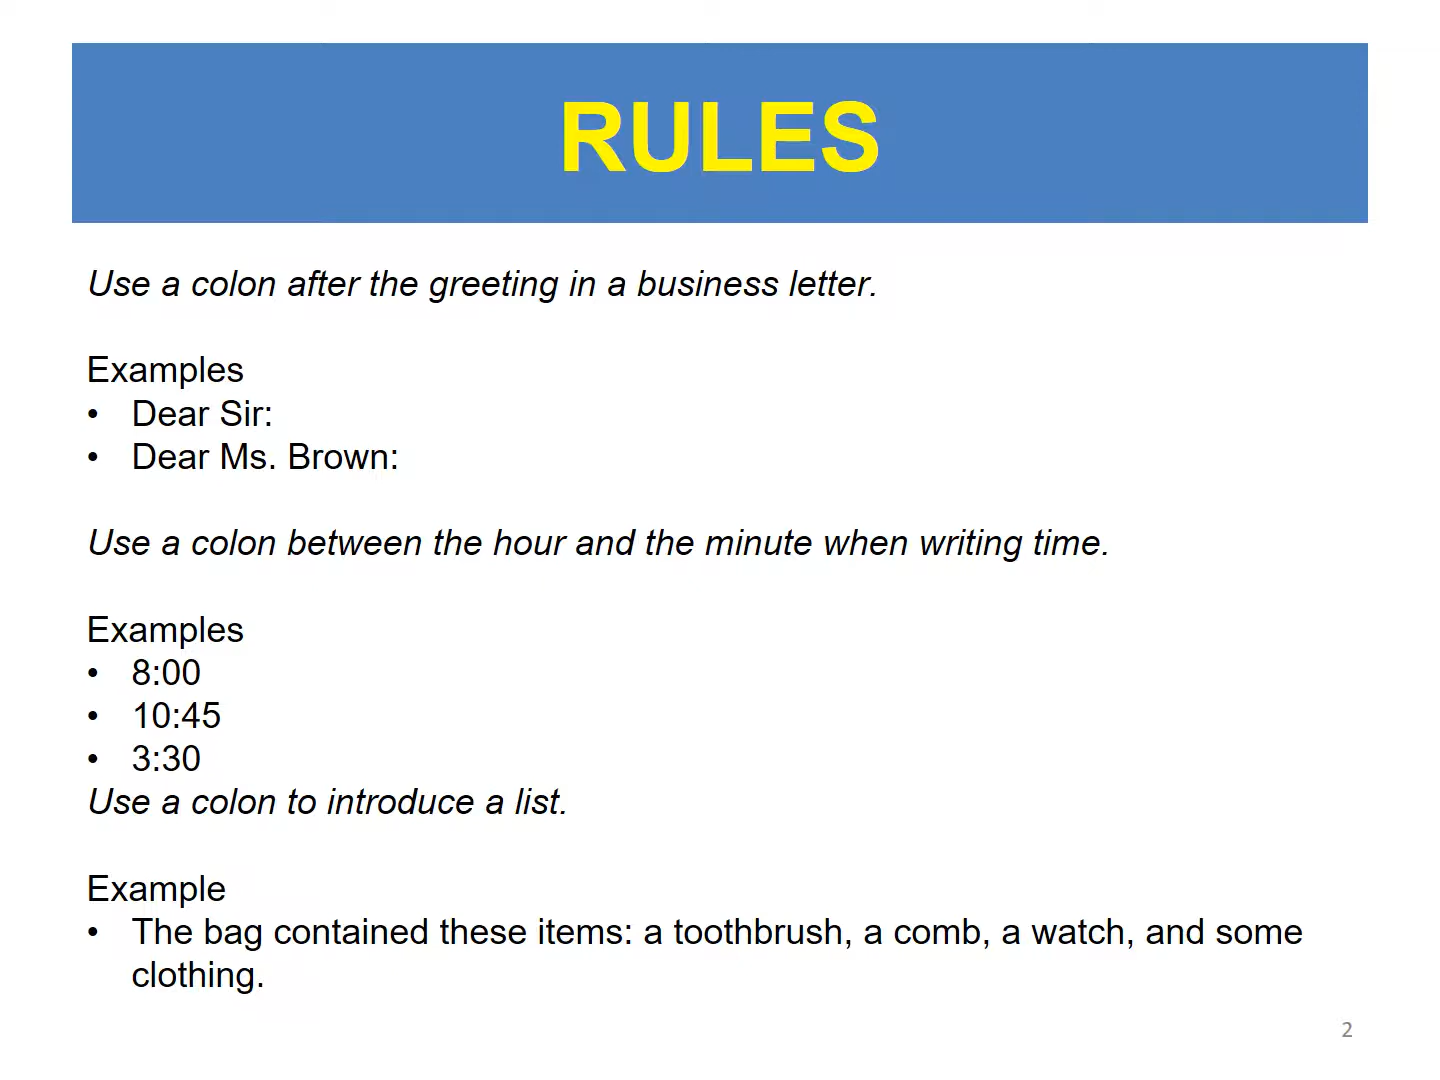 RULES
Use a colon after the greeting in a business letter.
Examples
• Dear Sir:
• Dear Ms. Brown:
Use a colon between the hour and the minute when writing time.
Examples
• 8:00
• 10:45
• 3:30
Use a colon to introduce a list.
Example
• The bag contained these items: a toothbrush, a comb, a watch, and some
clothing.
2